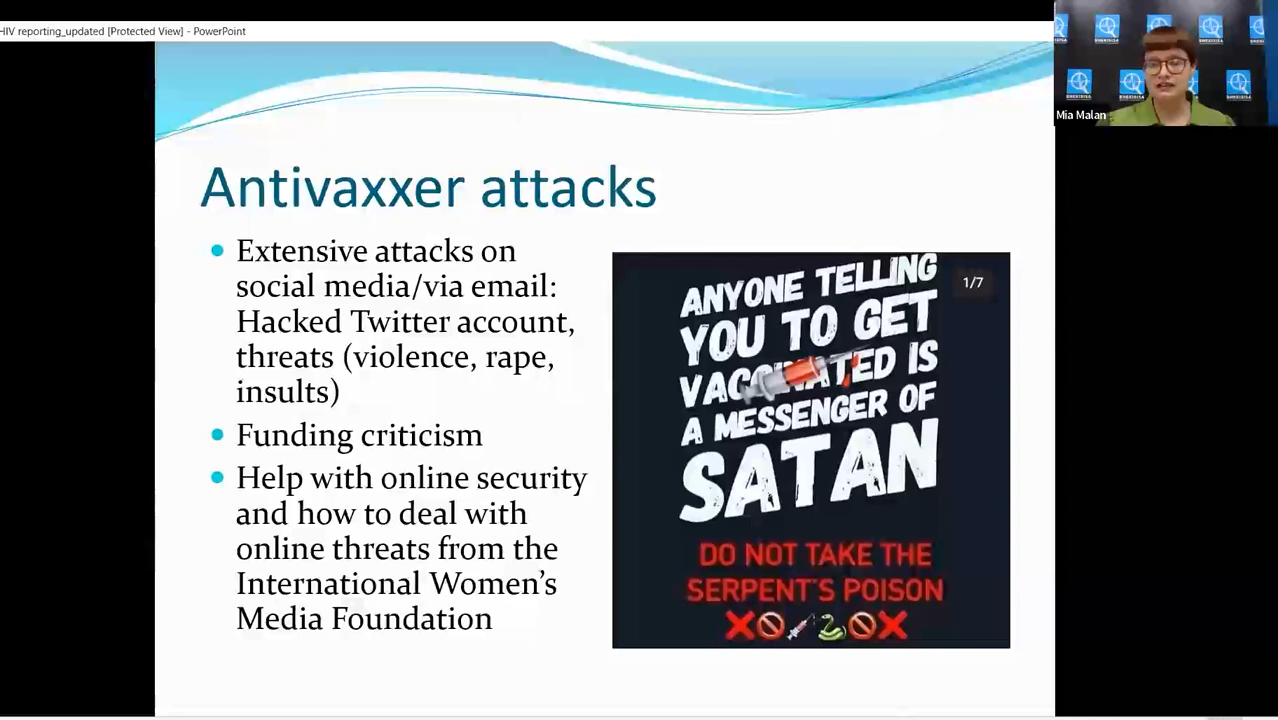 HIV reporting_updated [Protected View] - PowerPoint
Mia Malan
Antivaxxer attacks
Extensive attacks on
social media/via email:
Hacked Twitter account,
threats (violence, rape,
insults)
Funding criticism
Help with online security
and how to deal with
online threats from the
International Women’s
Media Foundation
1/7
ANYONE TELLING
YOU TO GET
VACCINATED IS
A MESSENGER OF
SATAN
DO NOT TAKE THE
SERPENT'S POISON